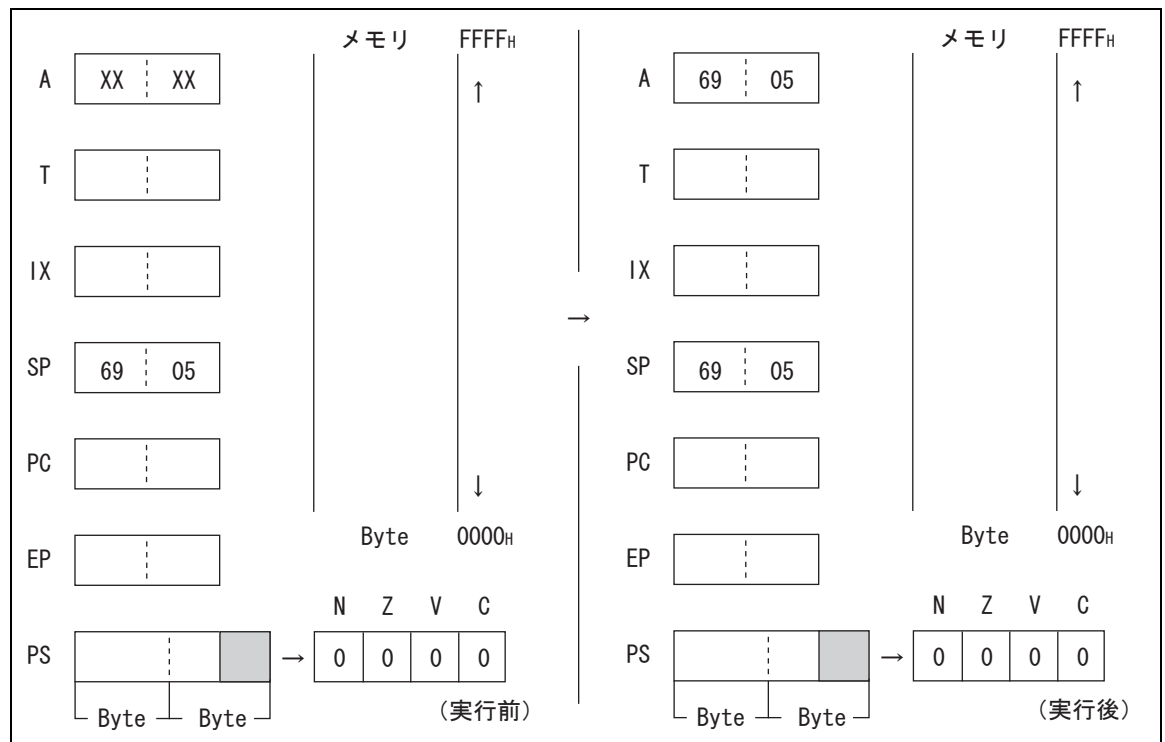 メモリ FFFFH
A XX XX ↑
T
IX
SP 69 05
PC
↓
Byte 0000H
EP
N Z V C
PS → 0 0 0 0
Byte Byte (実行前)
→
メモリ FFFFH
A 69 05 ↑
T
IX
SP 69 05
PC
↓
Byte 0000H
EP
N Z V C
PS → 0 0 0 0
Byte Byte (実行後)